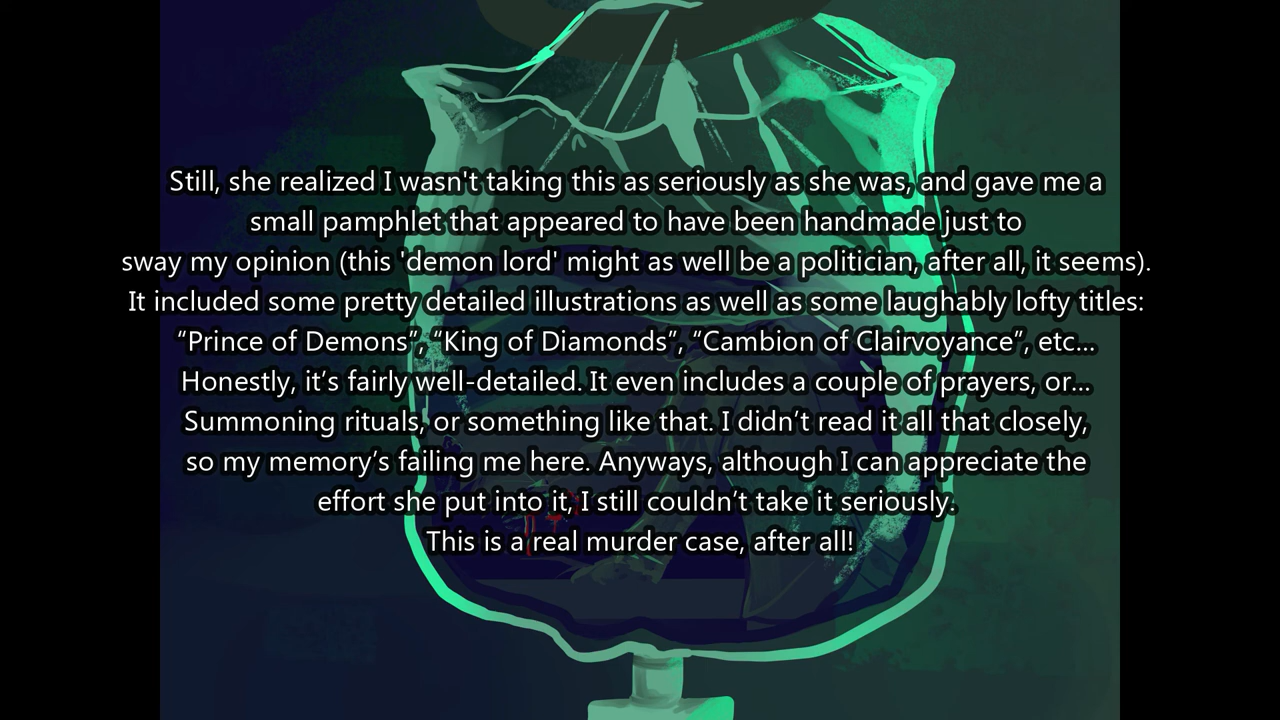 Still, she realized I wasn't taking this as seriously as she was, and gave me a
small pamphlet that appeared to have been handmade just to
sway my opinion (this 'demon lord' might as well be a politician, after all, it seems).
It included some pretty detailed illustrations as well as some laughably lofty titles:
“Prince of Demons”, “King of Diamonds”, “Cambion of Clairvoyance”, etc...
Honestly, it’s fairly well-detailed. It even includes a couple of prayers, or...
Summoning rituals, or something like that. I didn’t read it all that closely,
so my memory’s failing me here. Anyways, although I can appreciate the
effort she put into it, I still couldn’t take it seriously.
This is a real murder case, after all!